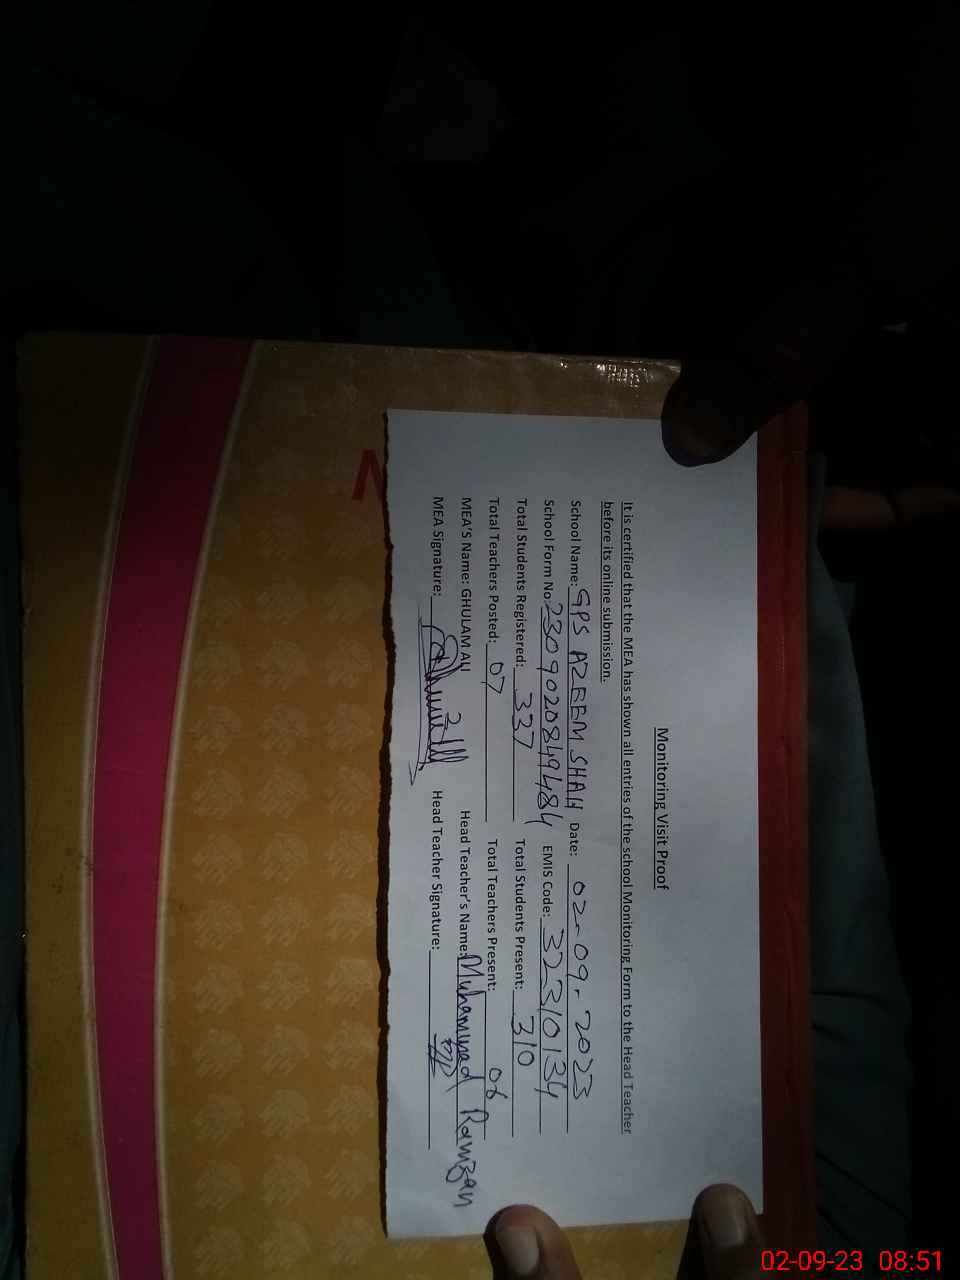 Monitoring Visit Proof
It is certified that the MEA has shown all entries of the school Monitoring Form to the Head Teacher
before its online submission.
School Name: GPS AZEEM SHAH Date: 02-09-2023
School Form No 2309020849484 EMIS Code: 32310134
Total Students Registered: 337 Total Students Present: 310
Total Teachers Posted: 07 Total Teachers Present: 06
MEA'S Name: GHULAM ALI Head Teacher's Name: Muhammad Ramzan
MEA Signature: Head Teacher Signature:
02-09-23 08:51